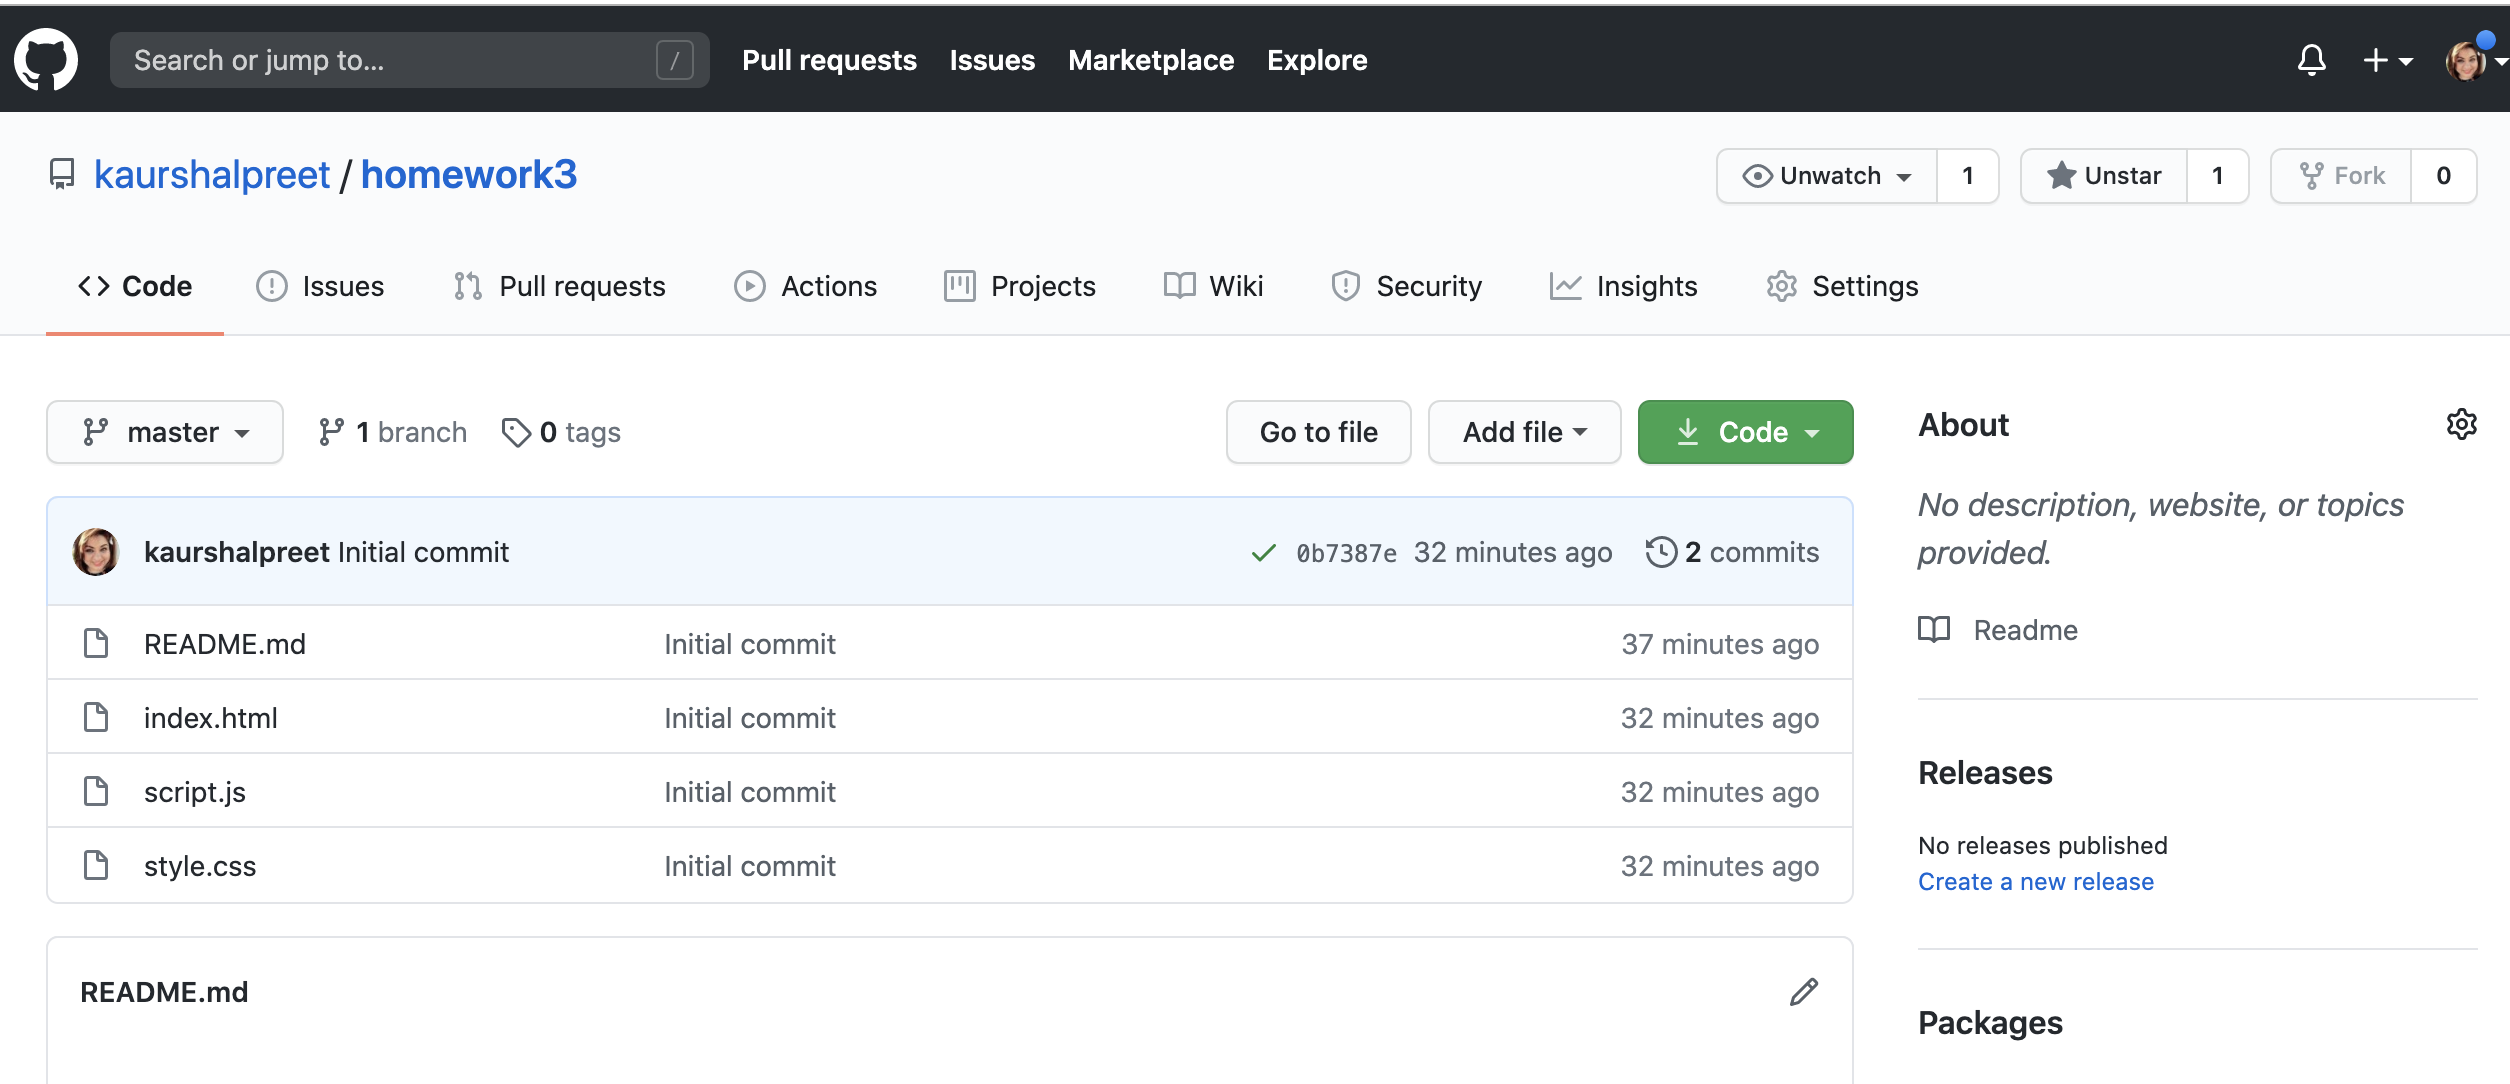 Search or jump to... / Pull requests Issues Marketplace Explore
kaurshalpreet / homework3 Unwatch 1 Unstar 1 Fork 0
Code Issues Pull requests Actions Projects Wiki Security Insights Settings
master 1 branch 0 tags Go to file Add file Code
kaurshalpreet Initial commit 0b7387e 32 minutes ago 2 commits
README.md Initial commit 37 minutes ago
index.html Initial commit 32 minutes ago
script.js Initial commit 32 minutes ago
style.css Initial commit 32 minutes ago
README.md
About
No description, website, or topics
provided.
Readme
Releases
No releases published
Create a new release
Packages